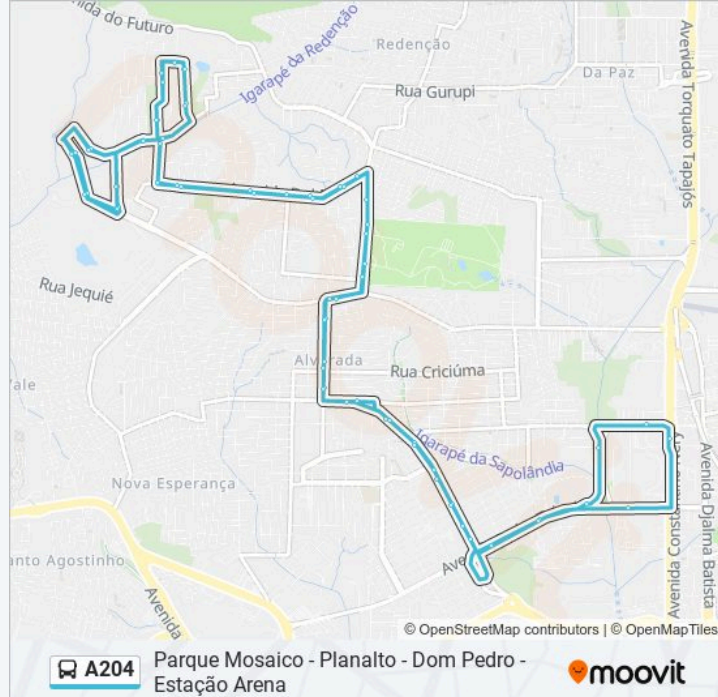 nida do Futuro
Igarapé da Redenção
Redenção
Da Paz
Rua Gurupi
Avenida Torquato Tapajós
Rua Jequié
Alvorada
Rua Criciúma
Vale
Igarapé da Sapolândia
Nova Esperança
anto Agostinho
Avenida
Ave
Avenida Constantino Nery
Avenida Djalma Batista
© OpenStreetMap contributors | © OpenMapTiles
A204
Parque Mosaico - Planalto - Dom Pedro -
Estação Arena
moovit